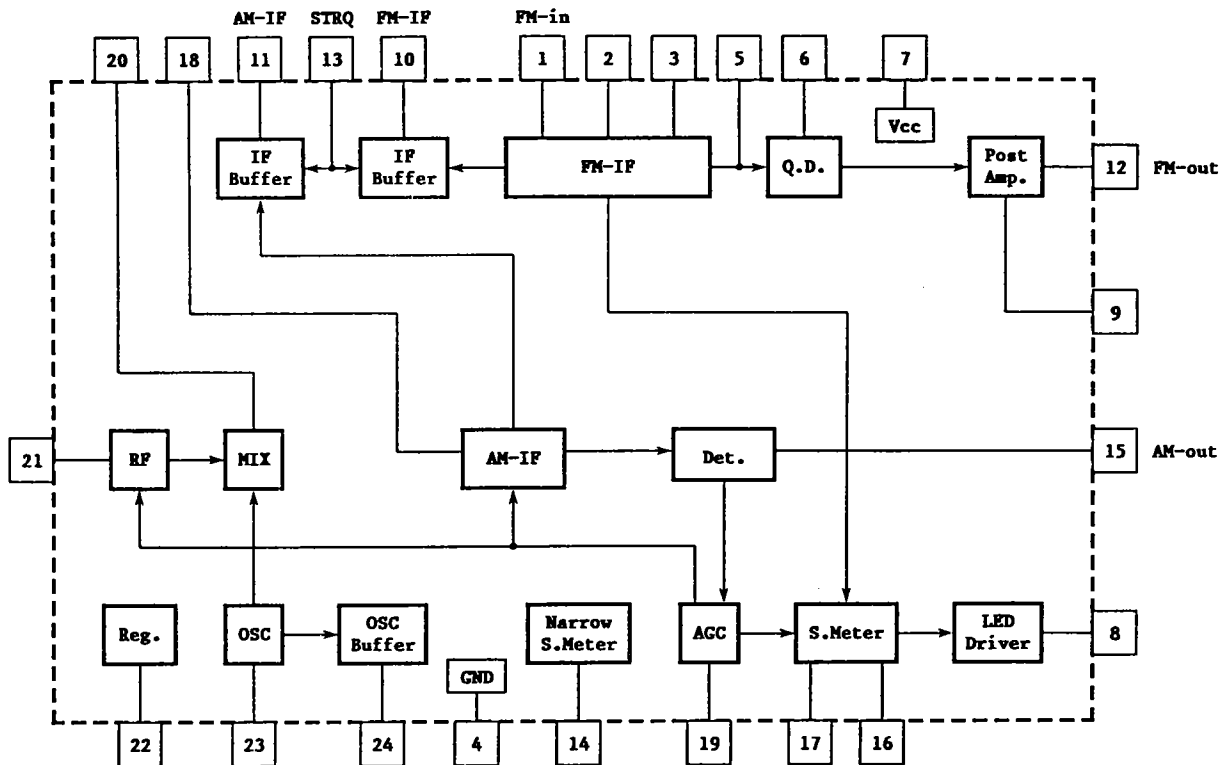 AM-IF STRQ FM-IF FM-in
20 18 11 13 10 1 2 3 5 6 7
Vcc
IF Buffer
IF Buffer
FM-IF
Q.D.
Post Amp.
12 FM-out
9
21
RF
MIX
AM-IF
Det.
15 AM-out
Reg.
OSC
OSC Buffer
Narrow S.Meter
AGC
S.Meter
LED Driver
8
GND
22 23 24 4 14 19 17 16